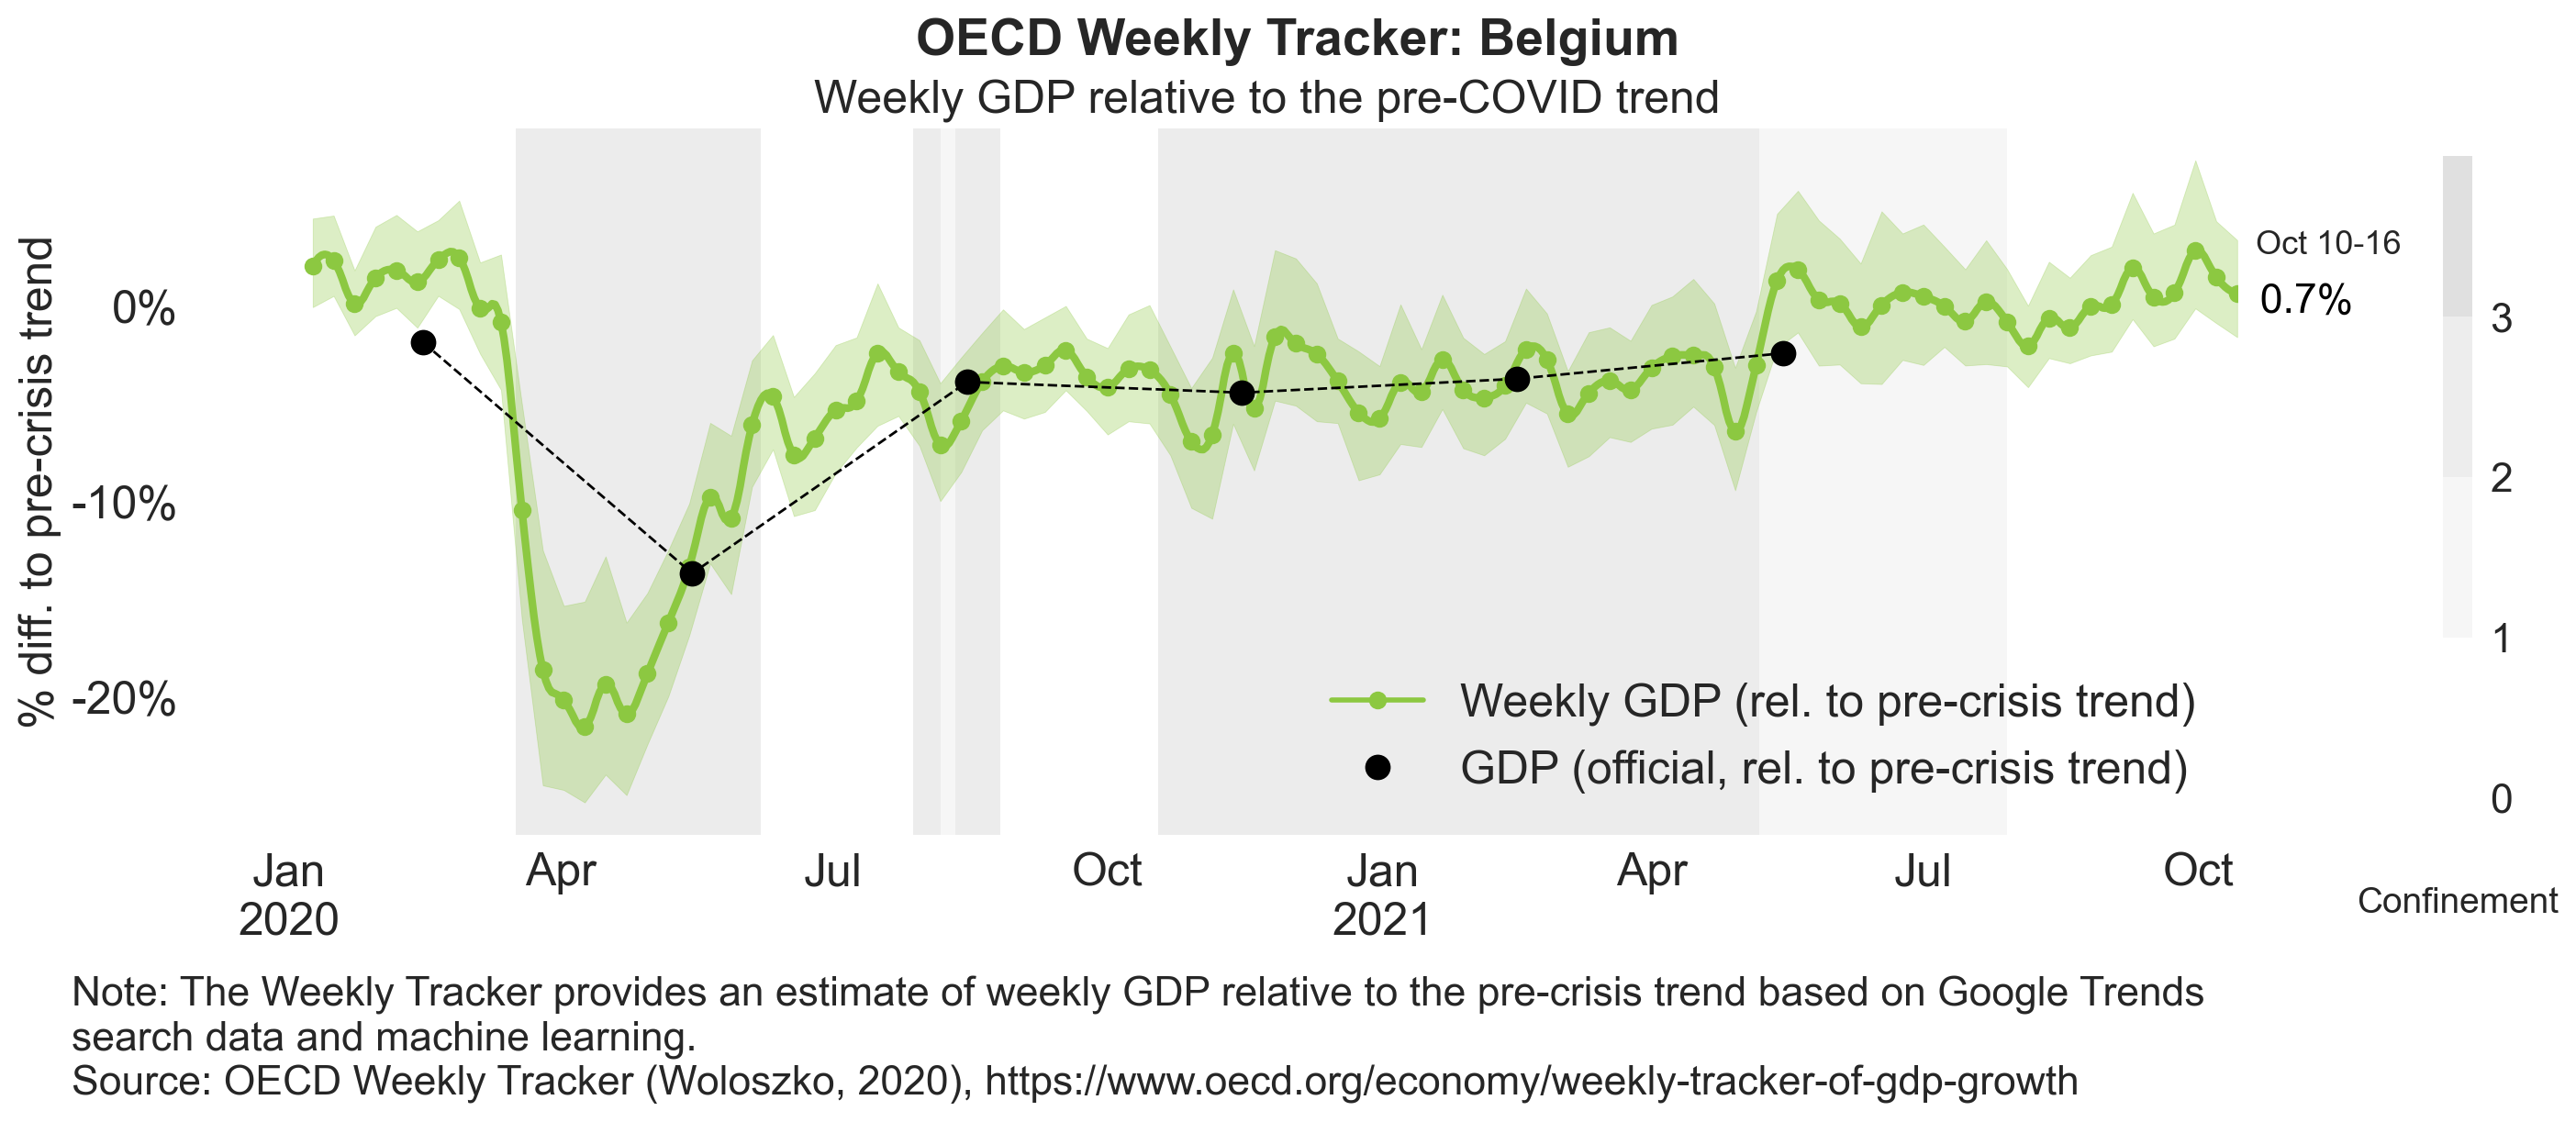 OECD Weekly Tracker: Belgium
Weekly GDP relative to the pre-COVID trend
% diff. to pre-crisis trend
0%
-10%
-20%
Oct 10-16
0.7%
3
2
1
0
Weekly GDP (rel. to pre-crisis trend)
GDP (official, rel. to pre-crisis trend)
Jan Apr Jul Oct Jan Apr Jul Oct
2020 2021
Confinement
Note: The Weekly Tracker provides an estimate of weekly GDP relative to the pre-crisis trend based on Google Trends
search data and machine learning.
Source: OECD Weekly Tracker (Woloszko, 2020), https://www.oecd.org/economy/weekly-tracker-of-gdp-growth